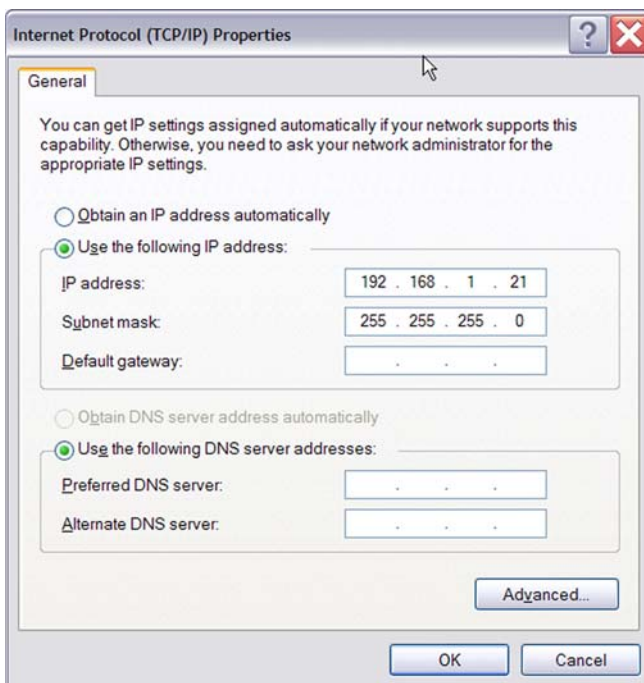 Internet Protocol (TCP/IP) Properties
General
You can get IP settings assigned automatically if your network supports this
capability. Otherwise, you need to ask your network administrator for the
appropriate IP settings.
Obtain an IP address automatically
Use the following IP address:
IP address: 192 . 168 . 1 . 21
Subnet mask: 255 . 255 . 255 . 0
Default gateway: . . .
Obtain DNS server address automatically
Use the following DNS server addresses:
Preferred DNS server: . . .
Alternate DNS server: . . .
Advanced...
OK Cancel